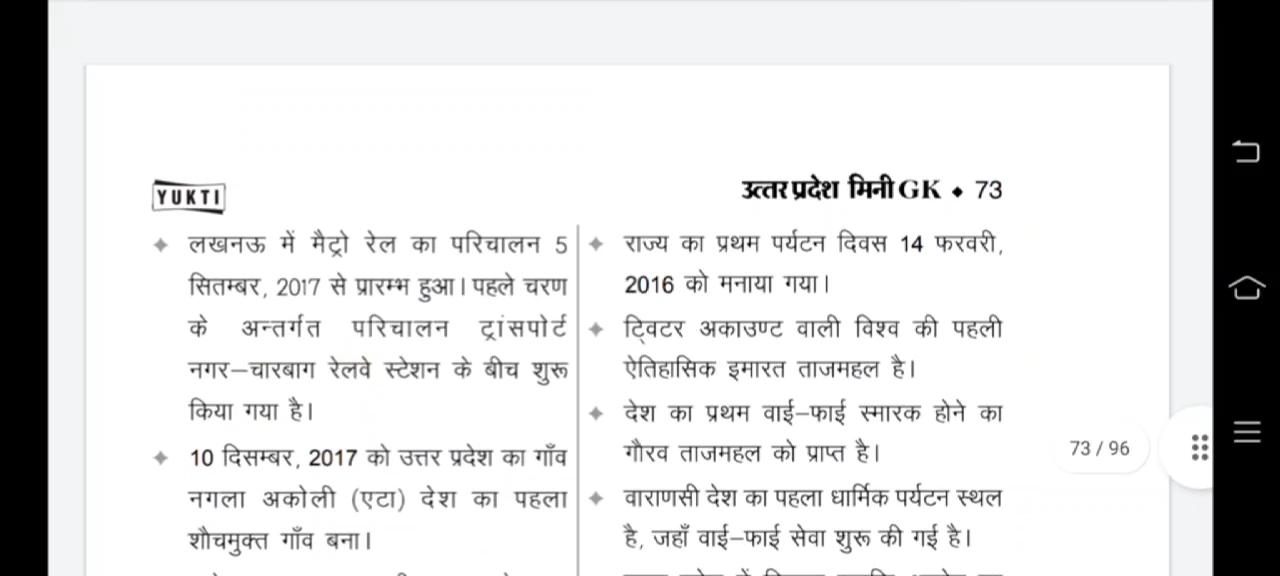 YUKTI
उत्तर प्रदेश मिनी GK ◆ 73
लखनऊ में मैट्रो रेल का परिचालन 5
सितम्बर, 2017 से प्रारम्भ हुआ। पहले चरण
के अन्तर्गत परिचालन ट्रांसपोर्ट
नगर–चारबाग रेलवे स्टेशन के बीच शुरू
किया गया है।
10 दिसम्बर, 2017 को उत्तर प्रदेश का गाँव
नगला अकोली (एटा) देश का पहला
शौचमुक्त गाँव बना।
राज्य का प्रथम पर्यटन दिवस 14 फरवरी,
2016 को मनाया गया।
ट्विटर अकाउण्ट वाली विश्व की पहली
ऐतिहासिक इमारत ताजमहल है।
देश का प्रथम वाई–फाई स्मारक होने का
गौरव ताजमहल को प्राप्त है।
वाराणसी देश का पहला धार्मिक पर्यटन स्थल
है, जहाँ वाई–फाई सेवा शुरू की गई है।
73 / 96